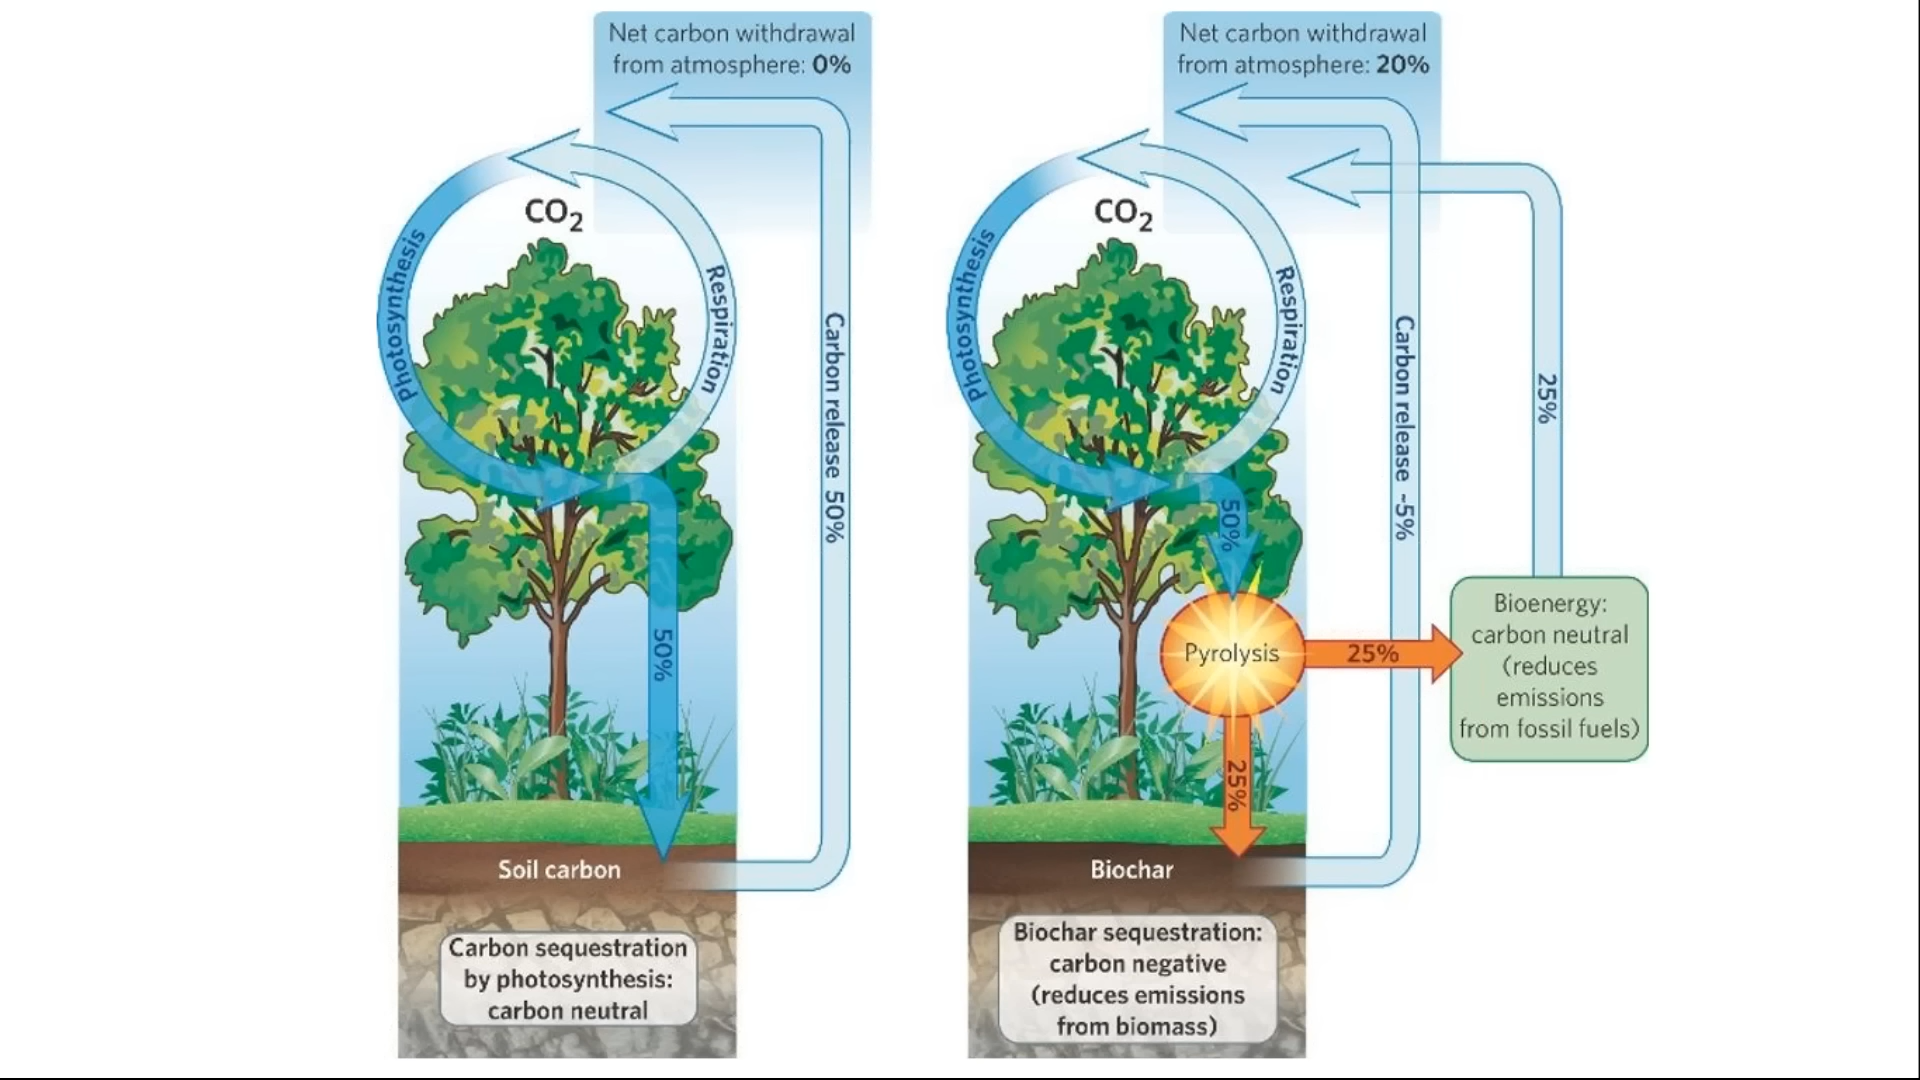 Net carbon withdrawal
from atmosphere: 0%
CO2
Photosynthesis
Respiration
Carbon release 50%
50%
Soil carbon
Carbon sequestration
by photosynthesis:
carbon neutral
Net carbon withdrawal
from atmosphere: 20%
CO2
Photosynthesis
Respiration
Carbon release -5%
25%
50%
Pyrolysis
25%
Bioenergy:
carbon neutral
(reduces
emissions
from fossil fuels)
25%
Biochar
Biochar sequestration:
carbon negative
(reduces emissions
from biomass)